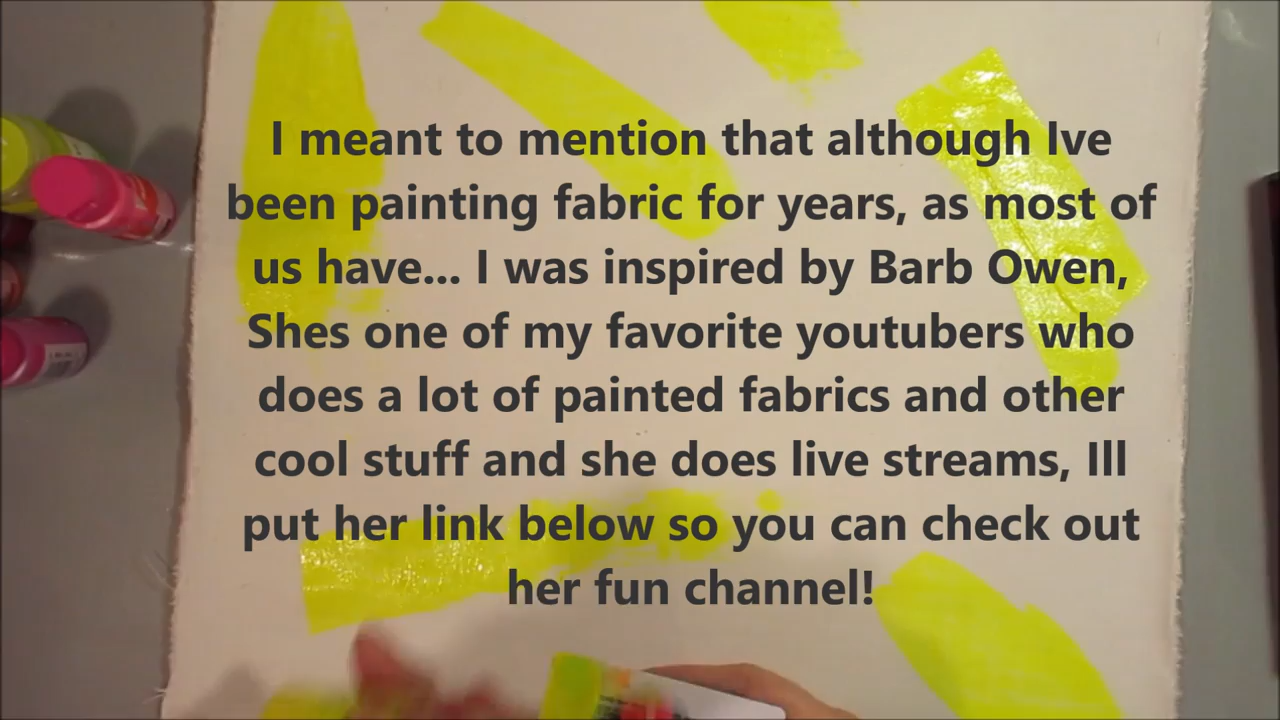 I meant to mention that although Ive
been painting fabric for years, as most of
us have... I was inspired by Barb Owen,
Shes one of my favorite youtubers who
does a lot of painted fabrics and other
cool stuff and she does live streams, Ill
put her link below so you can check out
her fun channel!